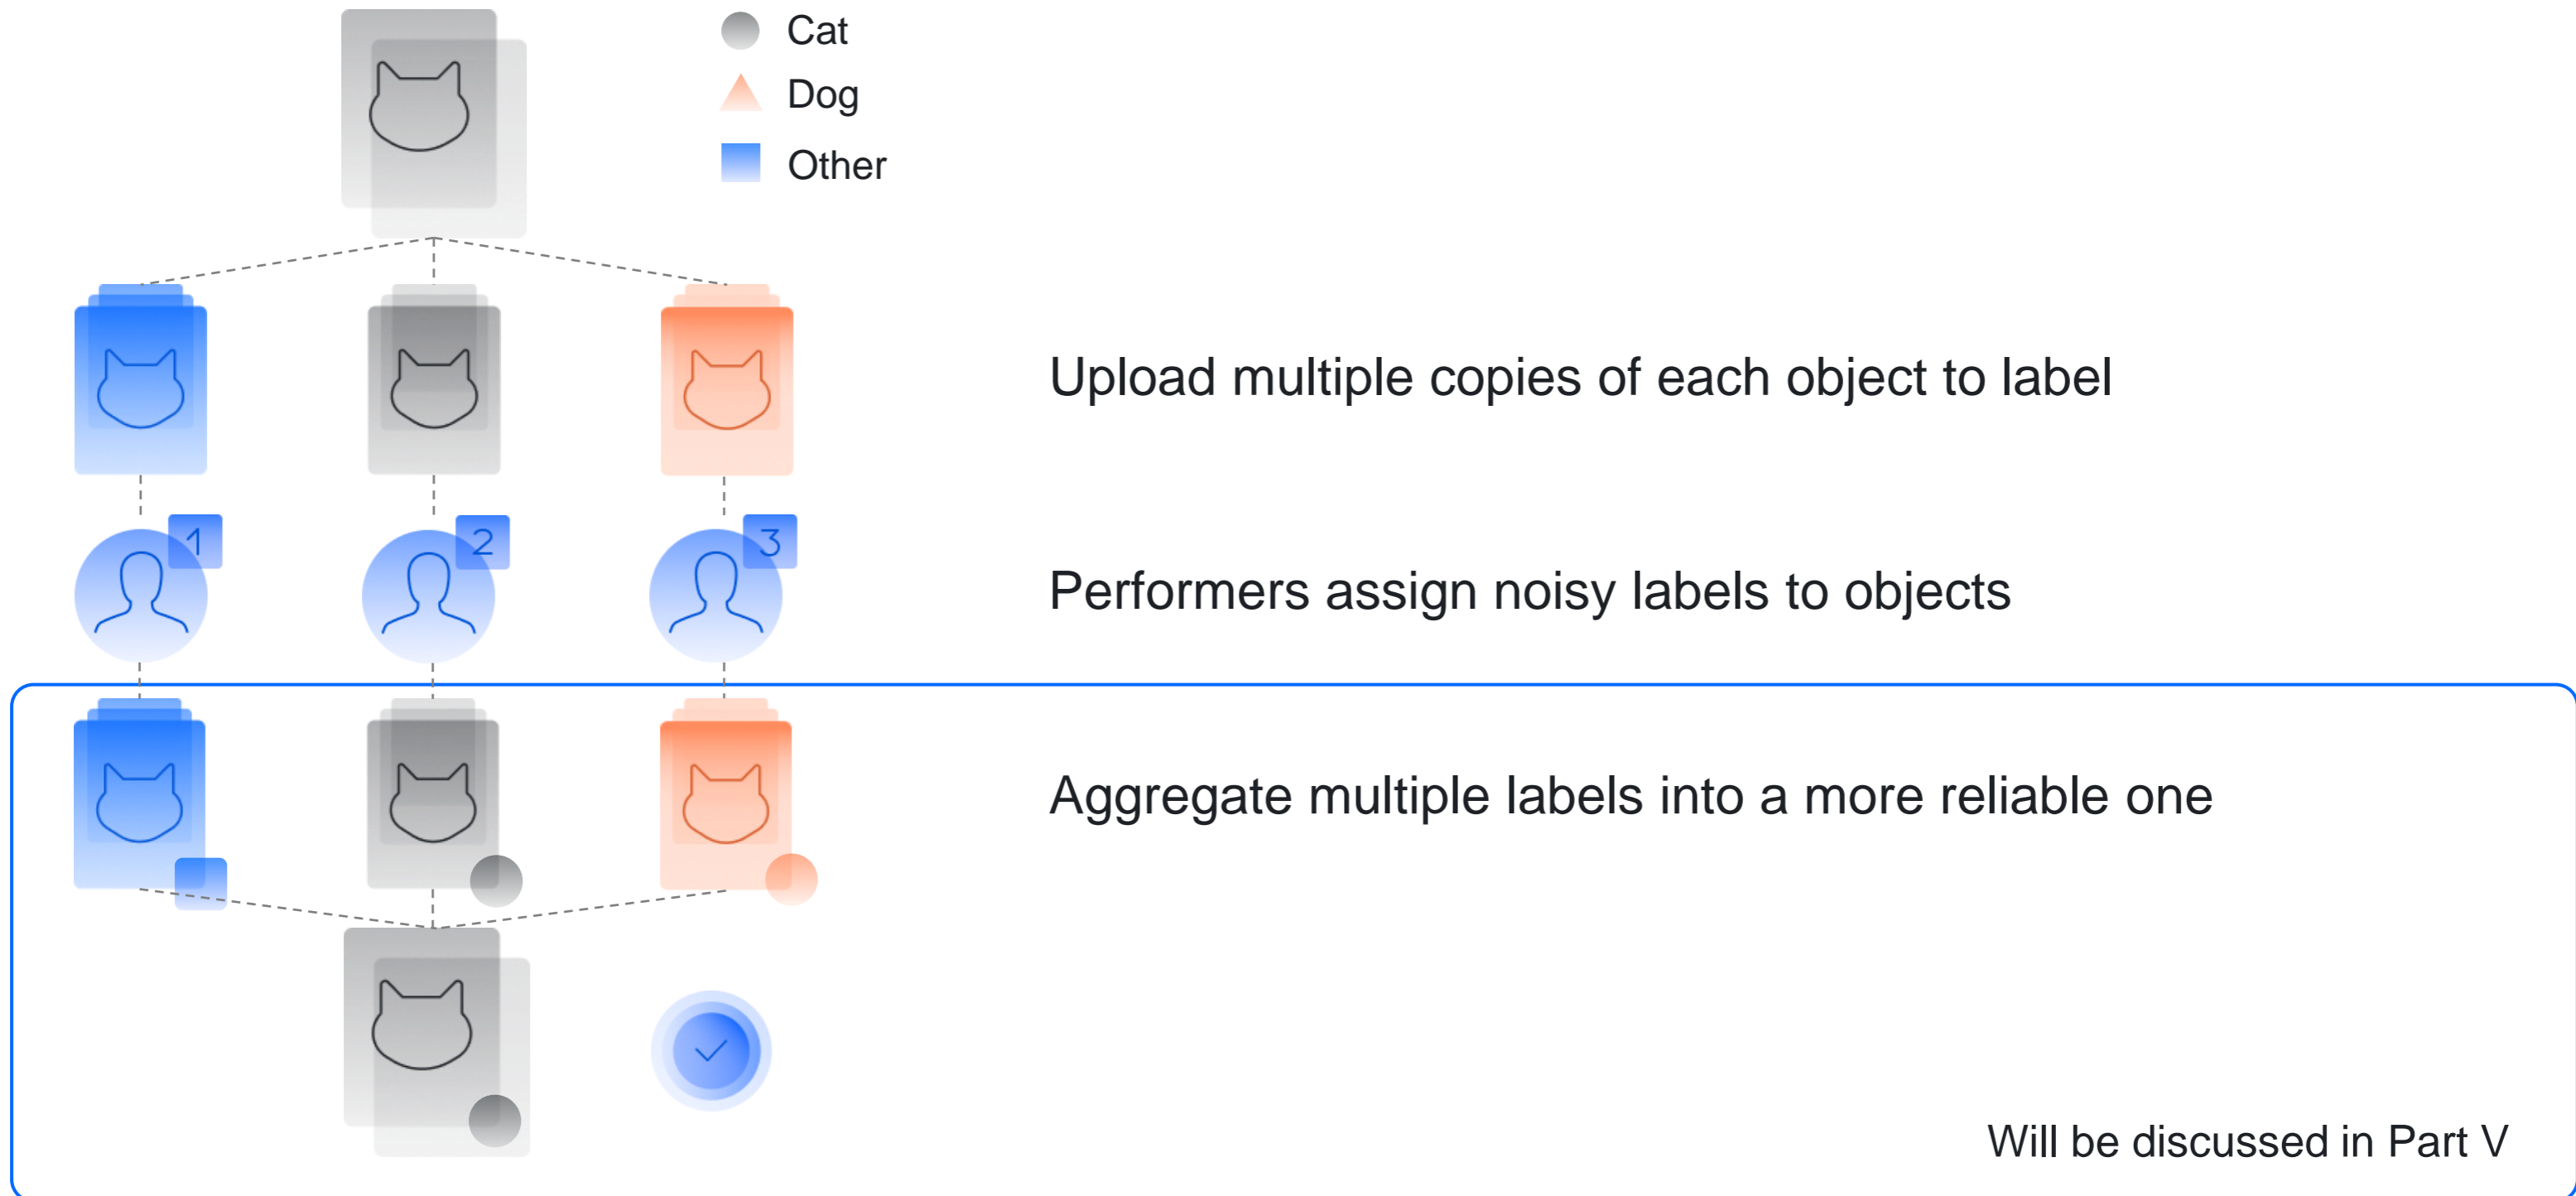 Cat
Dog
Other
Upload multiple copies of each object to label
1
2
3
Performers assign noisy labels to objects
Aggregate multiple labels into a more reliable one
Will be discussed in Part V